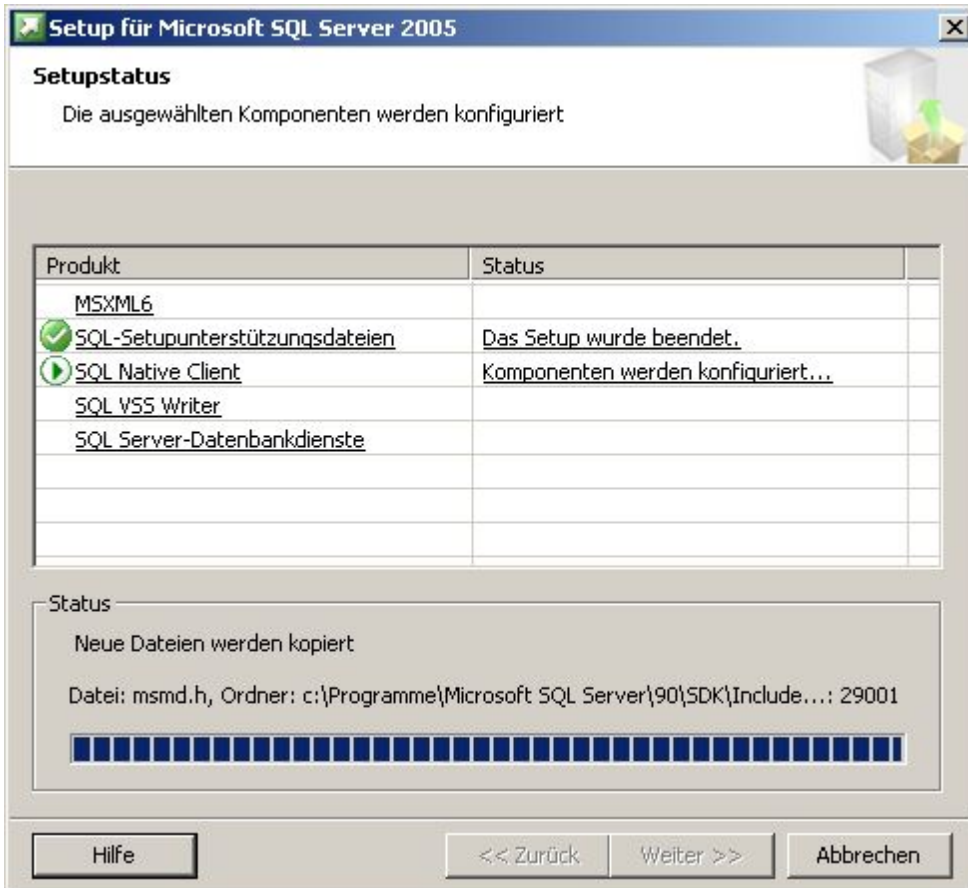 Setup für Microsoft SQL Server 2005
Setupstatus
Die ausgewählten Komponenten werden konfiguriert
Produkt Status
MSXML6
SQL-Setupunterstützungsdateien Das Setup wurde beendet.
SQL Native Client Komponenten werden konfiguriert...
SQL VSS Writer
SQL Server-Datenbankdienste
Status
Neue Dateien werden kopiert
Datei: msmd.h, Ordner: c:\Programme\Microsoft SQL Server\90\SDK\Include...: 29001
Hilfe << Zurück Weiter >> Abbrechen